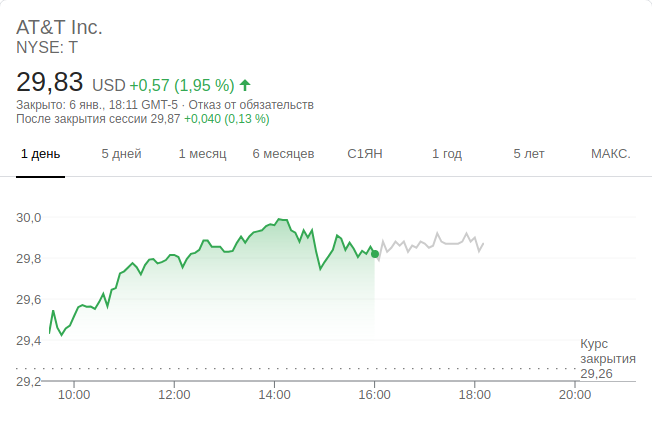 AT&T Inc.
NYSE: T
29,83 USD +0,57 (1,95 %)
Закрыто: 6 янв., 18:11 GMT-5 · Отказ от обязательств
После закрытия сессии 29,87 +0,040 (0,13 %)
1 день 5 дней 1 месяц 6 месяцев С1ЯН 1 год 5 лет МАКС.
30,0
29,8
29,6
29,4
Курс
закрытия
29,26
29,2
10:00 12:00 14:00 16:00 18:00 20:00